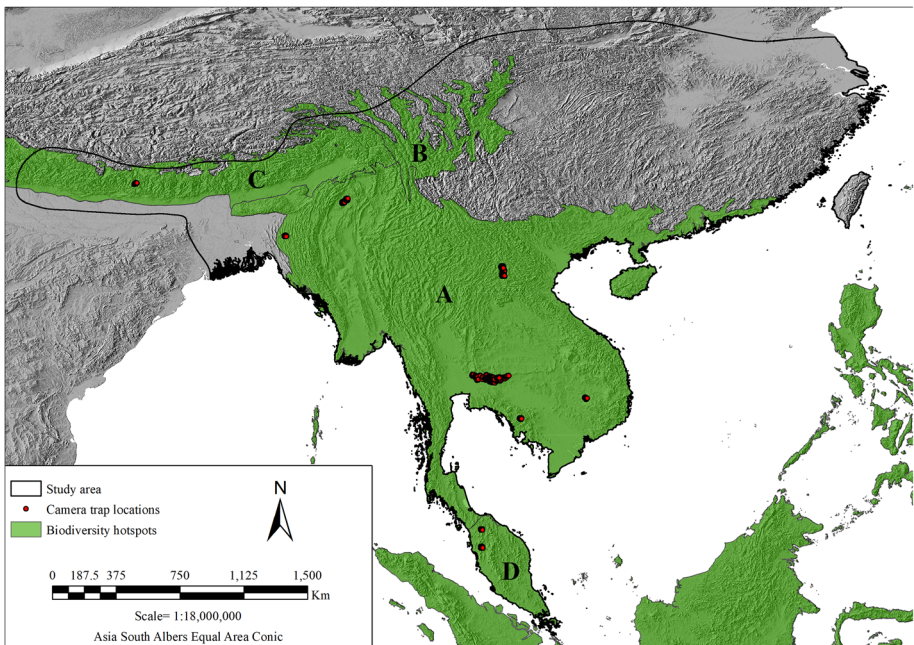 B
C
A
D
Study area
Camera trap locations
Biodiversity hotspots
N
0 187.5 375 750 1,125 1,500
Km
Scale= 1:18,000,000
Asia South Albers Equal Area Conic